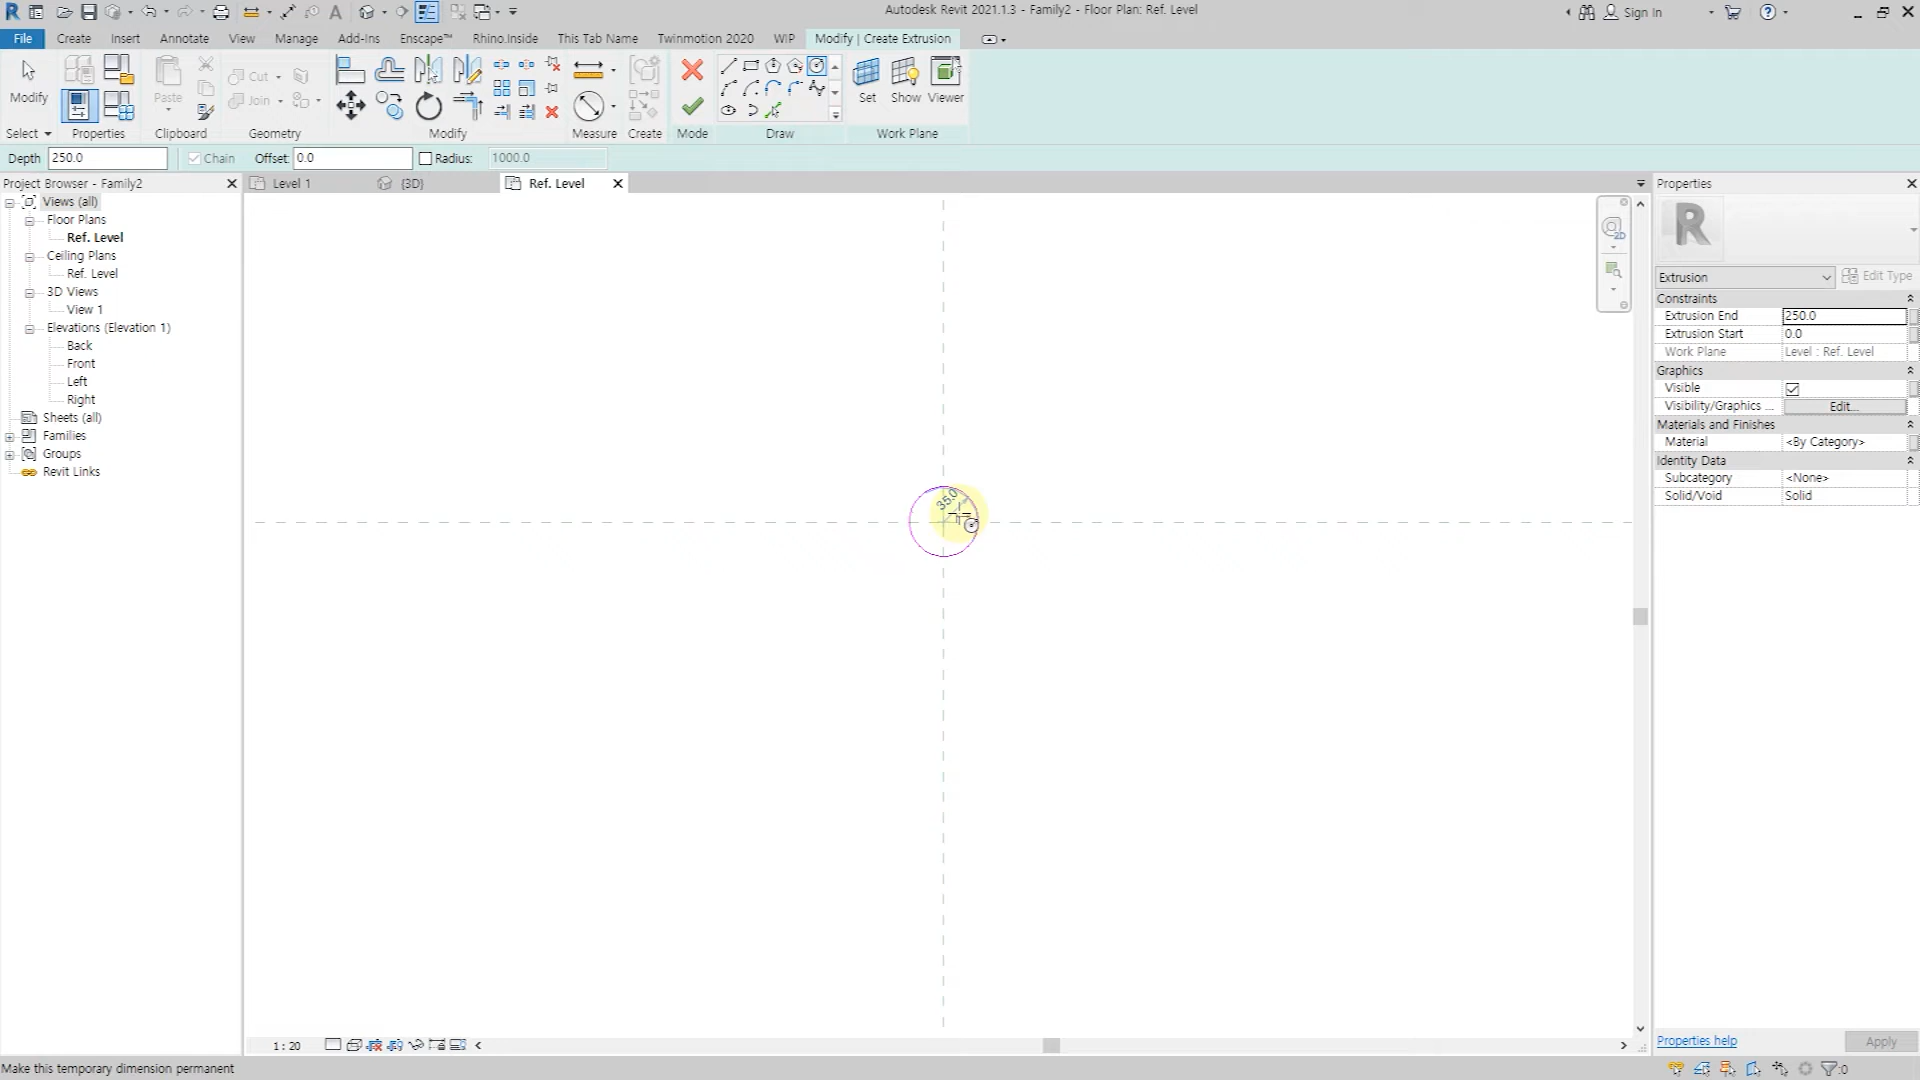 Autodesk Revit 2021.1.3 - Family2 - Floor Plan: Ref. Level
Sign In
File Create Insert Annotate View Manage Add-Ins Enscape™ Rhino.Inside This Tab Name Twinmotion 2020 WIP Modify | Create Extrusion
Modify Paste Cut Join Set Show Viewer
Select Properties Clipboard Geometry Modify Measure Create Mode Draw Work Plane
Depth 250.0 Chain Offset: 0.0 Radius: 1000.0
Project Browser - Family2
Level 1 {3D} Ref. Level
Views (all)
Floor Plans
Ref. Level
Ceiling Plans
Ref. Level
3D Views
View 1
Elevations (Elevation 1)
Back
Front
Left
Right
Sheets (all)
Families
Groups
Revit Links
35.0
2D
Properties
R
Extrusion Edit Type
Constraints
Extrusion End 250.0
Extrusion Start 0.0
Work Plane Level : Ref. Level
Graphics
Visible
Visibility/Graphics ... Edit...
Materials and Finishes
Material <By Category>
Identity Data
Subcategory <None>
Solid/Void Solid
Properties help Apply
1 : 20
Make this temporary dimension permanent
:0